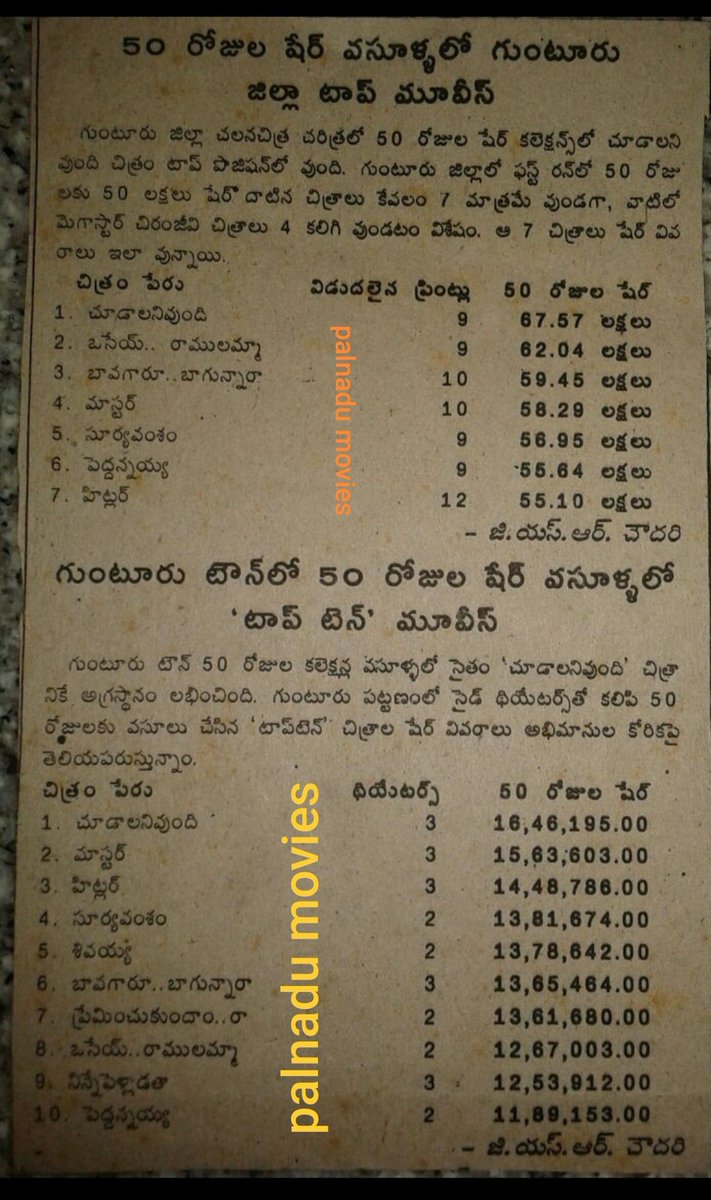 50 రోజుల షేర్ వసూళ్ళలో గుంటూరు
జిల్లా టాప్ మూవీస్
గుంటూరు జిల్లా చలనచిత్ర చరిత్రలో 50 రోజుల షేర్ కలెక్షన్స్‌లో చూడాలని
వుంది చిత్రం టాప్ పొజిషన్‌లో వుంది. గుంటూరు జిల్లాలో ఫస్ట్ రన్‌లో 50 రోజు
లకు 50 లక్షలు షేర్ దాటిన చిత్రాలు కేవలం 7 మాత్రమే వుండగా, వాటిలో
మెగాస్టార్ చిరంజీవి చిత్రాలు 4 కలిగి వుండటం విశేషం. ఆ 7 చిత్రాలు షేర్ వివ
రాలు ఇలా వున్నాయి.
చిత్రం పేరు విడుదలైన ప్రింట్లు 50 రోజుల షేర్
1. చూడాలనివుంది 9 67.57 లక్షలు
2. ఒసేయ్.. రాములమ్మా 9 62.04 లక్షలు
3. బావగారూ..బాగున్నారా 10 59.45 లక్షలు
4. మాస్టర్ 10 58.29 లక్షలు
5. సూర్యవంశం 9 56.95 లక్షలు
6. పెద్దన్నయ్య 9 55.64 లక్షలు
7. హిట్లర్ 12 55.10 లక్షలు
palnadu movies
– జి.యస్.ఆర్. చౌదరి
గుంటూరు టౌన్‌లో 50 రోజుల షేర్ వసూళ్ళలో
‘టాప్ టెన్’ మూవీస్
గుంటూరు టౌన్ 50 రోజుల కలెక్షన్ల వసూళ్ళలో సైతం ‘చూడాలనివుంది’ చిత్రా
నికే అగ్రస్థానం లభించింది. గుంటూరు పట్టణంలో సైడ్ థియేటర్స్‌తో కలిపి 50
రోజులకు వసూలు చేసిన ‘టాప్‌టెన్’ చిత్రాల షేర్ వివరాలు అభిమానుల కోరికపై
తెలియపరుస్తున్నాం.
చిత్రం పేరు థియేటర్స్ 50 రోజుల షేర్
1. చూడాలనివుంది 3 16,46,195.00
2. మాస్టర్ 3 15,63,603.00
3. హిట్లర్ 3 14,48,786.00
4. సూర్యవంశం 2 13,81,674.00
5. శివయ్య 2 13,78,642.00
6. బావగారూ..బాగున్నారా 3 13,65,464.00
7. ప్రేమించుకుందాం..రా 2 13,61,680.00
8. ఒసేయ్..రాములమ్మా 2 12,67,003.00
9. నిన్నేపెళ్లాడతా 3 12,53,912.00
10. పెద్దన్నయ్య 2 11,89,153.00
palnadu movies
– జి.యస్.ఆర్. చౌదరి